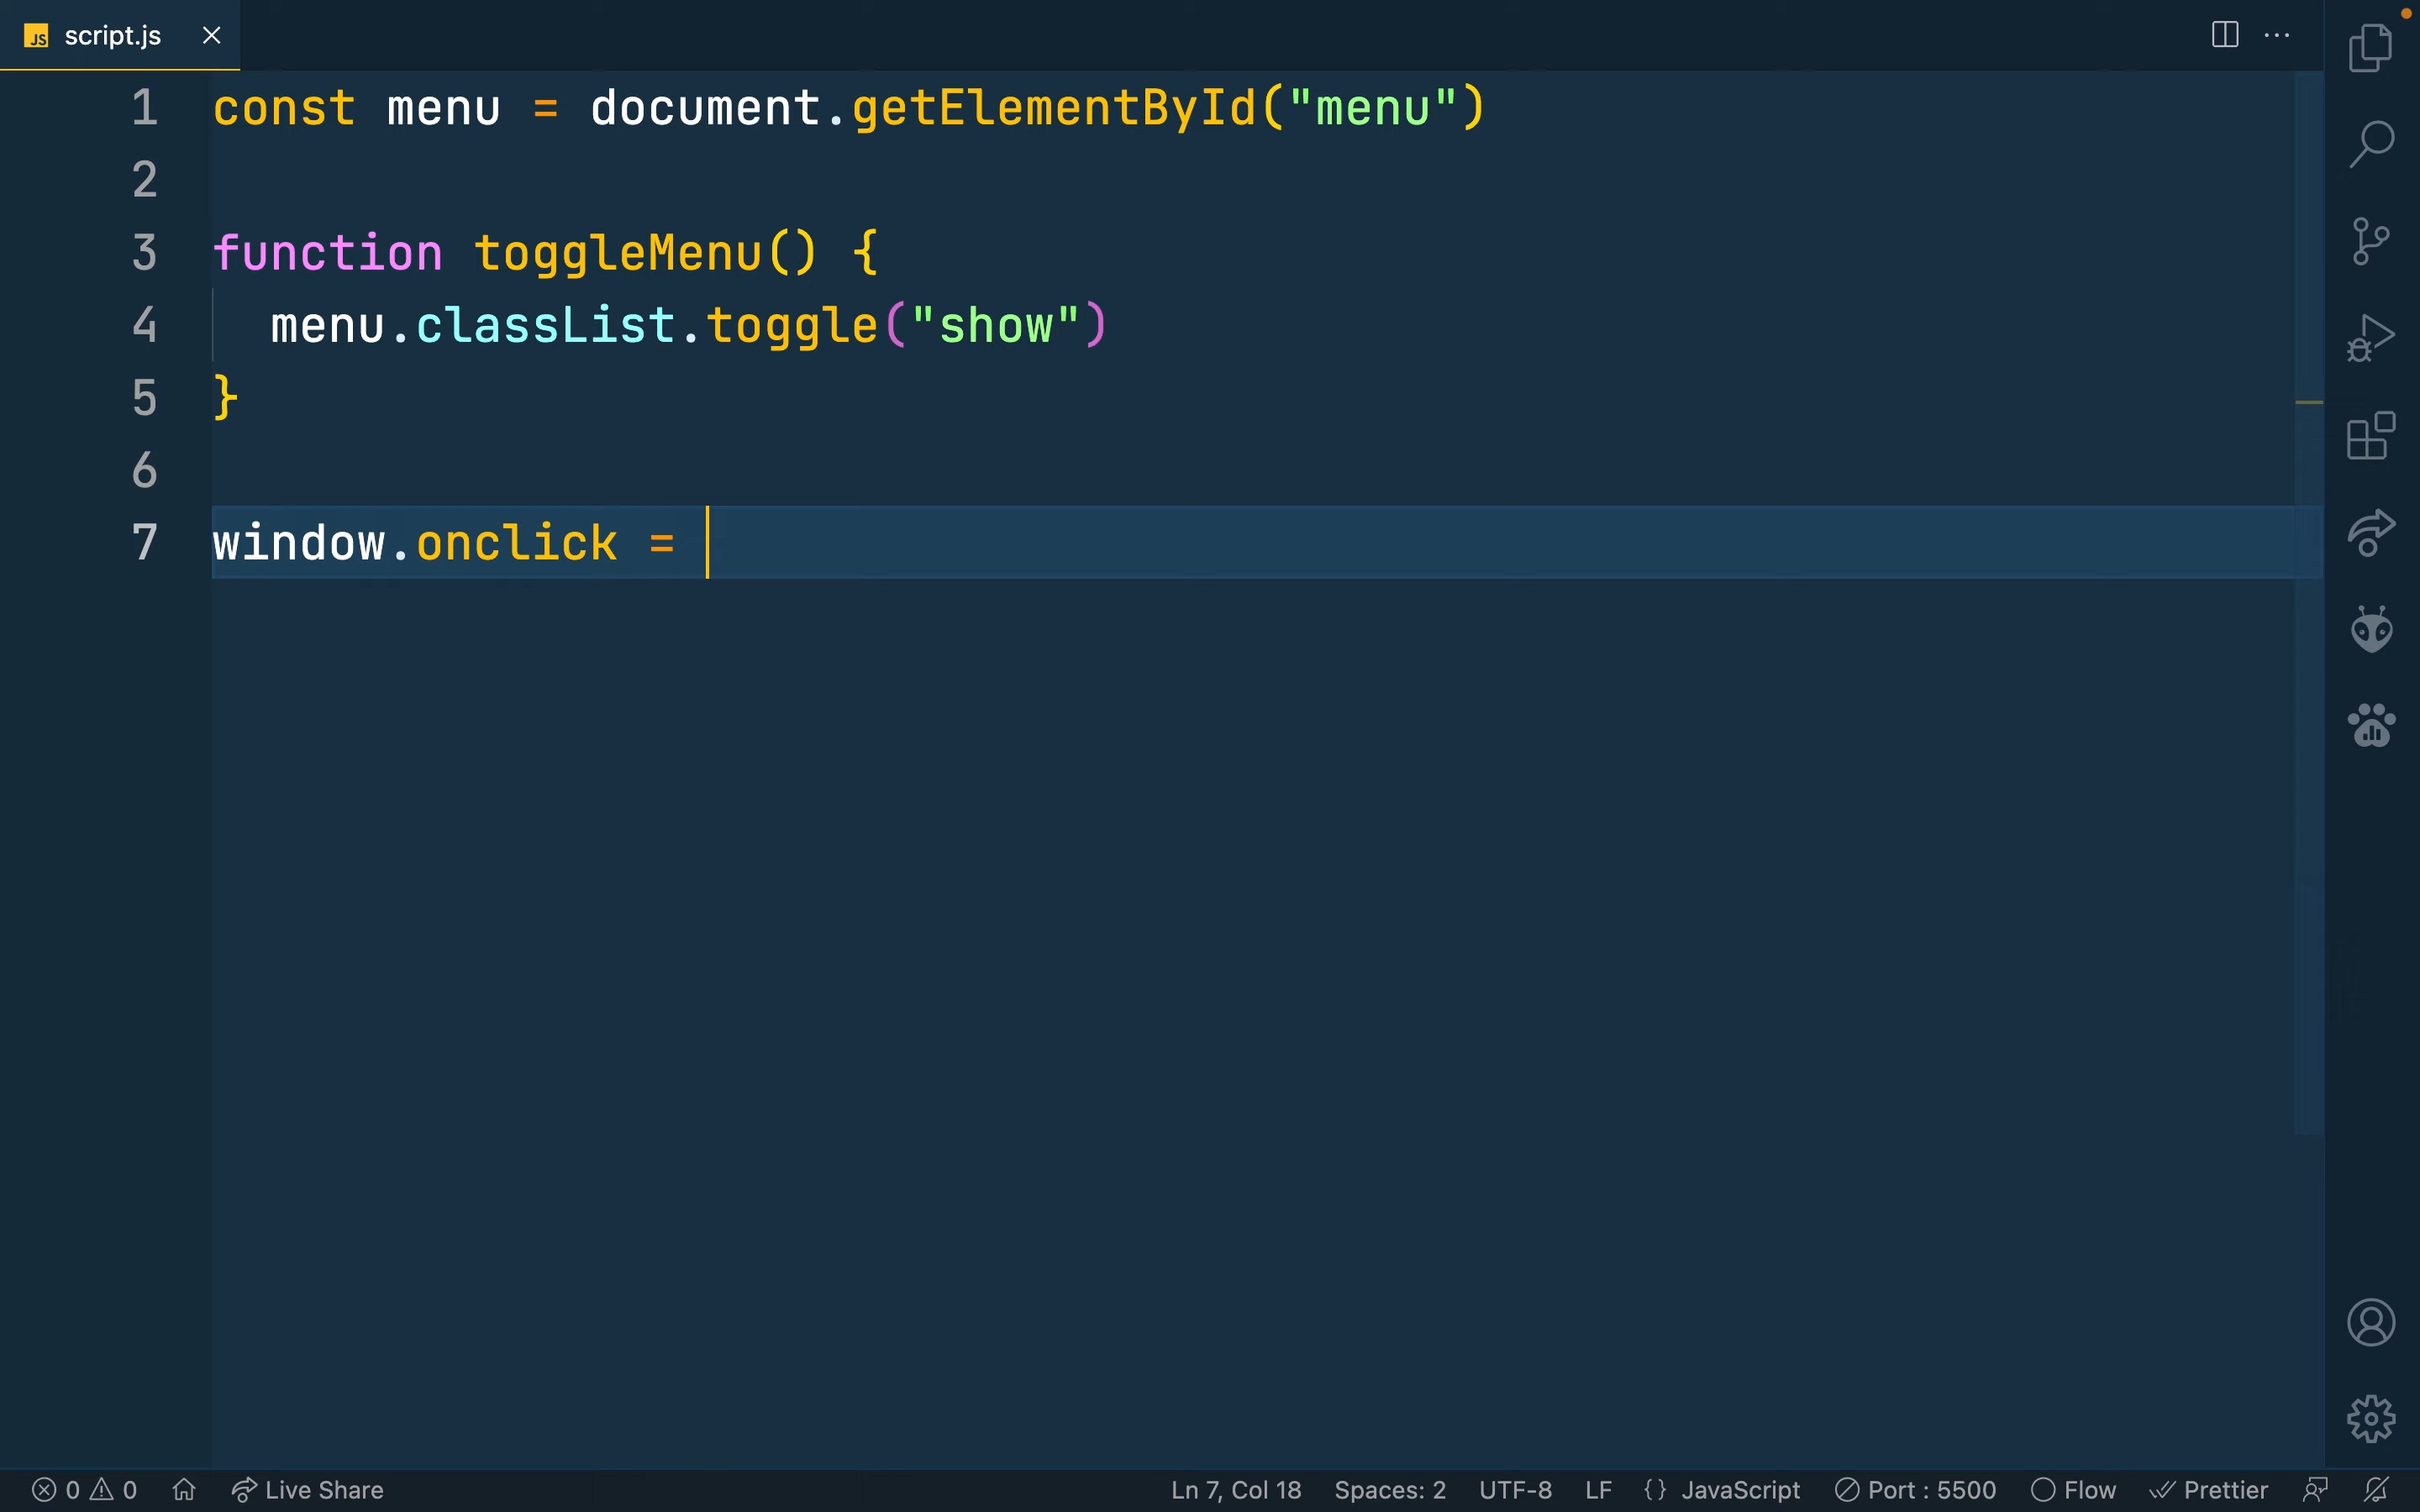 JS script.js
1 const menu = document.getElementById("menu")
2
3 function toggleMenu() {
4 menu.classList.toggle("show")
5 }
6
7 window.onclick =
0 0 Live Share Ln 7, Col 18 Spaces: 2 UTF-8 LF {} JavaScript Port : 5500 Flow Prettier